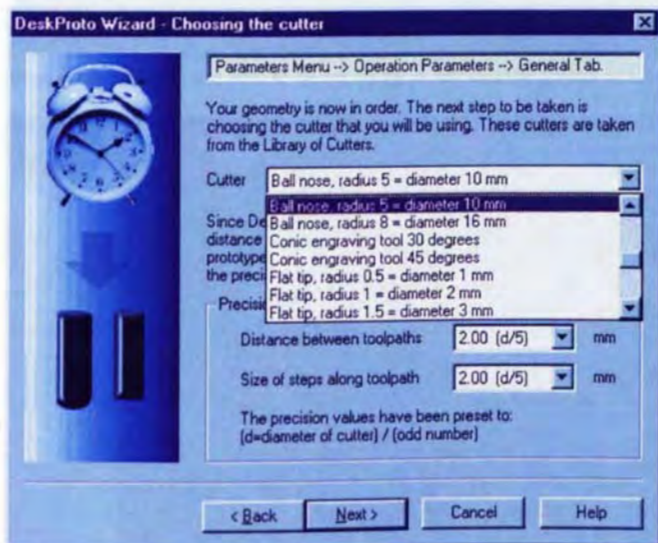 DeskProto Wizard - Choosing the cutter
Parameters Menu --> Operation Parameters --> General Tab.
Your geometry is now in order. The next step to be taken is
choosing the cutter that you will be using. These cutters are taken
from the Library of Cutters.
Cutter Ball nose, radius 5 = diameter 10 mm
Ball nose, radius 5 = diameter 10 mm
Since De Ball nose, radius 8 = diameter 16 mm
distance Conic engraving tool 30 degrees
prototype Conic engraving tool 45 degrees
the preci Flat tip, radius 0.5 = diameter 1 mm
Flat tip, radius 1 = diameter 2 mm
Precisi Flat tip, radius 1.5 = diameter 3 mm
Distance between toolpaths 2.00 (d/5) mm
Size of steps along toolpath 2.00 (d/5) mm
The precision values have been preset to:
(d=diameter of cutter) / (odd number)
< Back Next > Cancel Help